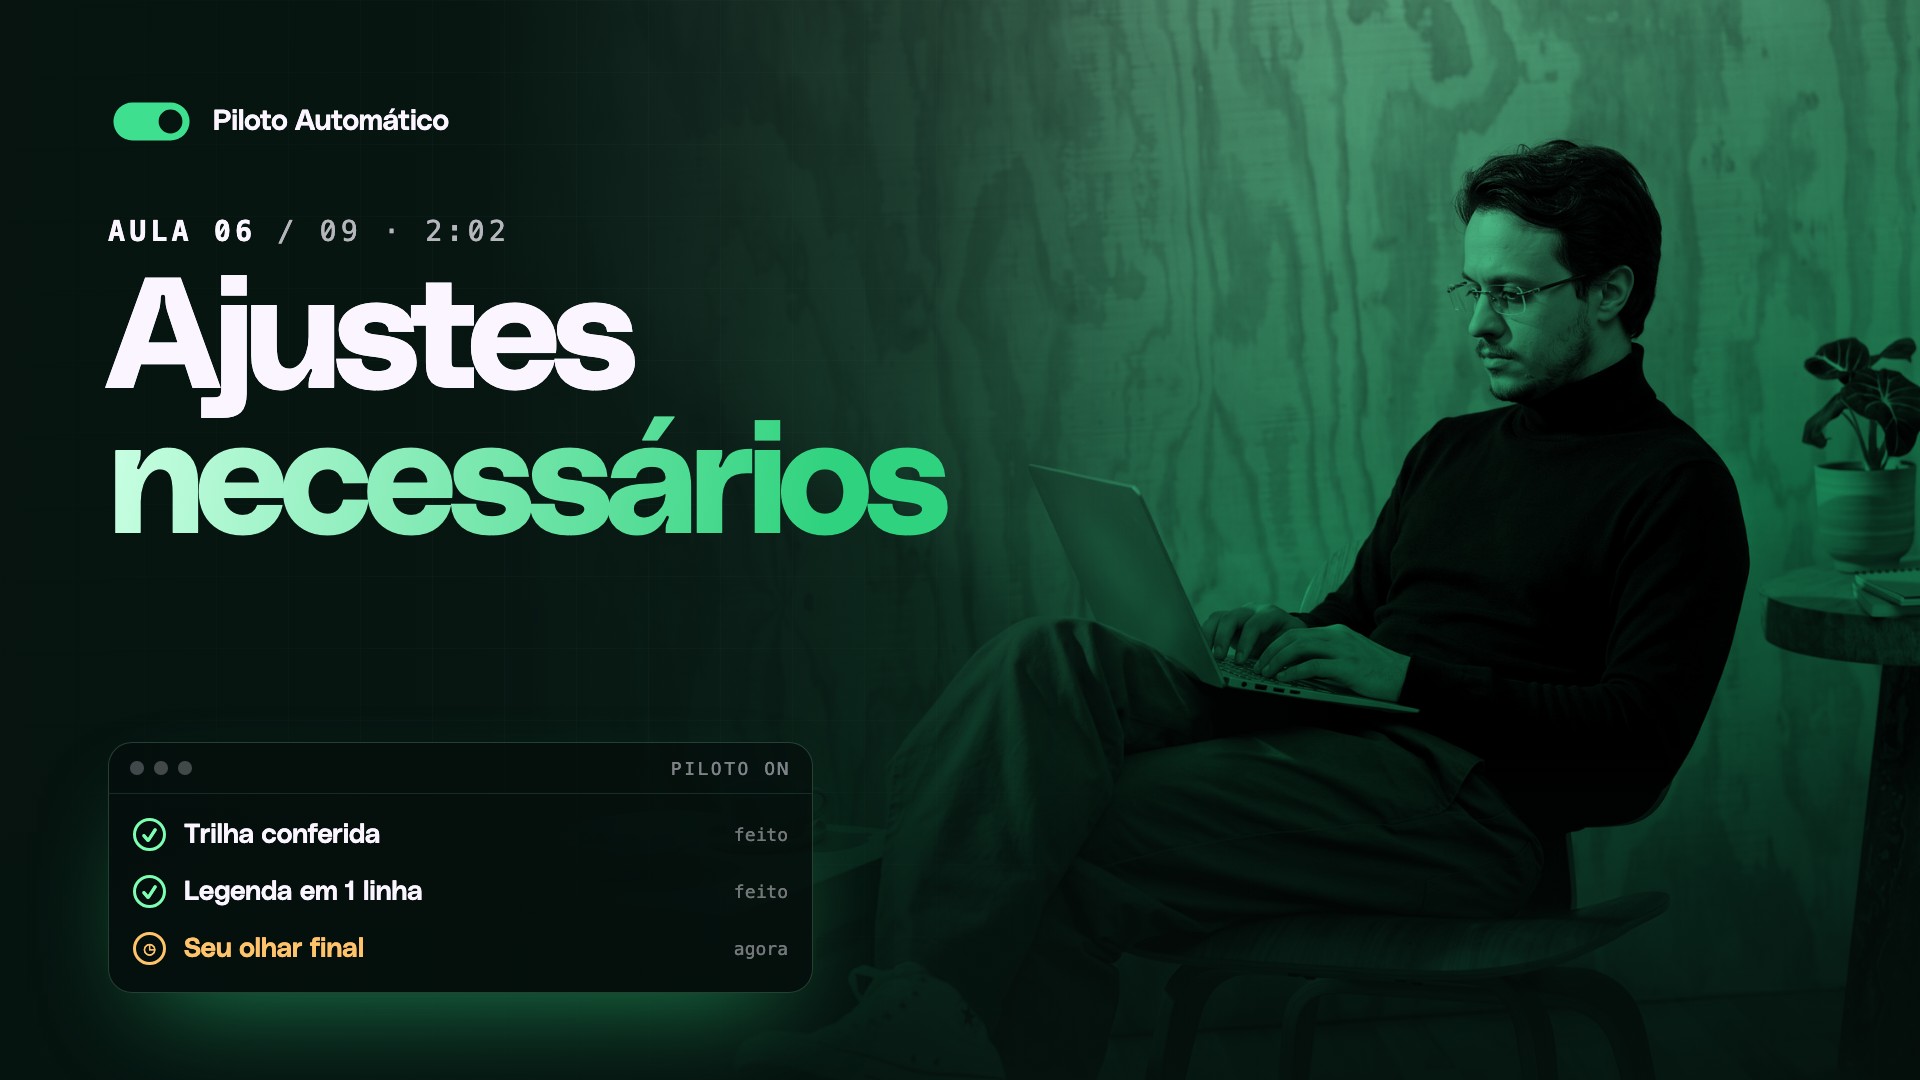 Piloto Automático
AULA 06 / 09 · 2:02
Ajustes
necessários
PILOTO ON
Trilha conferida feito
Legenda em 1 linha feito
Seu olhar final agora